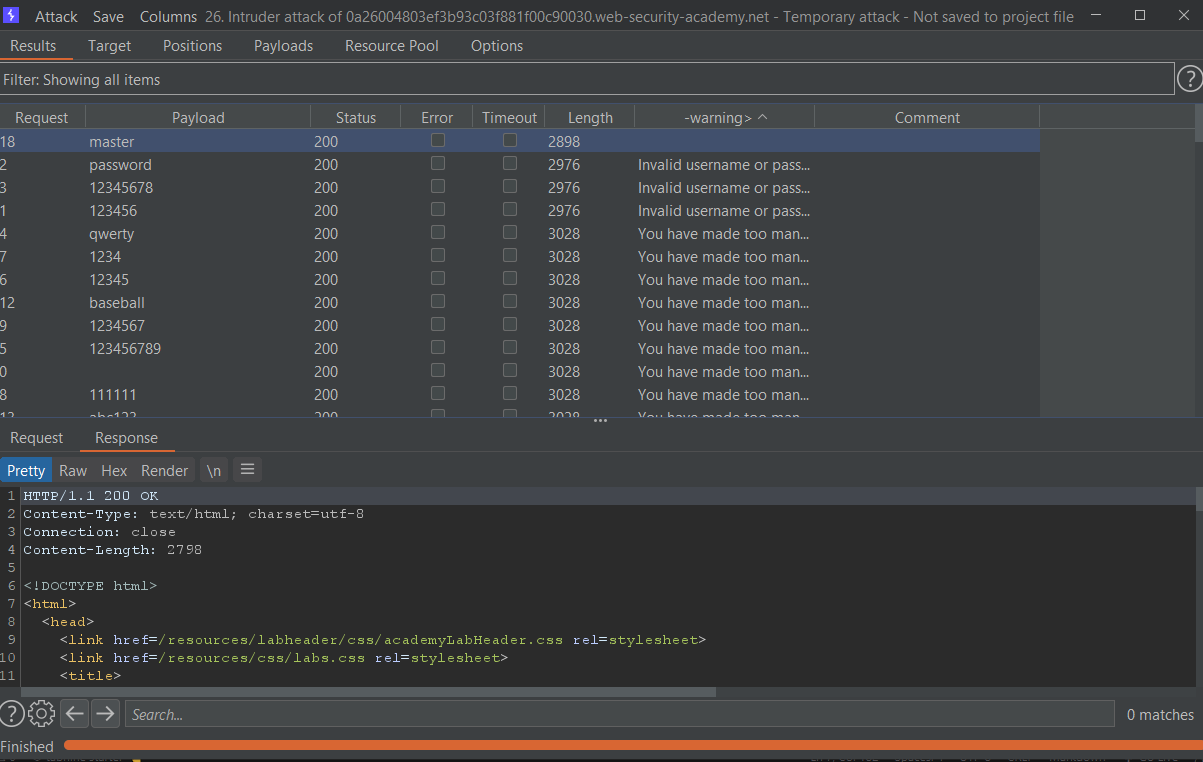 Attack Save Columns 26. Intruder attack of 0a26004803ef3b93c03f881f00c90030.web-security-academy.net - Temporary attack - Not saved to project file
Results Target Positions Payloads Resource Pool Options
Filter: Showing all items ?
Request Payload Status Error Timeout Length -warning> Comment
18 master 200 2898
2 password 200 2976 Invalid username or pass...
3 12345678 200 2976 Invalid username or pass...
1 123456 200 2976 Invalid username or pass...
4 qwerty 200 3028 You have made too man...
7 1234 200 3028 You have made too man...
6 12345 200 3028 You have made too man...
12 baseball 200 3028 You have made too man...
9 1234567 200 3028 You have made too man...
5 123456789 200 3028 You have made too man...
0 200 3028 You have made too man...
8 111111 200 3028 You have made too man...
13 abc123 200 3028 You have made too man...
Request Response
Pretty Raw Hex Render \n
1 HTTP/1.1 200 OK
2 Content-Type: text/html; charset=utf-8
3 Connection: close
4 Content-Length: 2798
5
6 <!DOCTYPE html>
7 <html>
8 <head>
9 <link href=/resources/labheader/css/academyLabHeader.css rel=stylesheet>
10 <link href=/resources/css/labs.css rel=stylesheet>
11 <title>
? Search... 0 matches
Finished